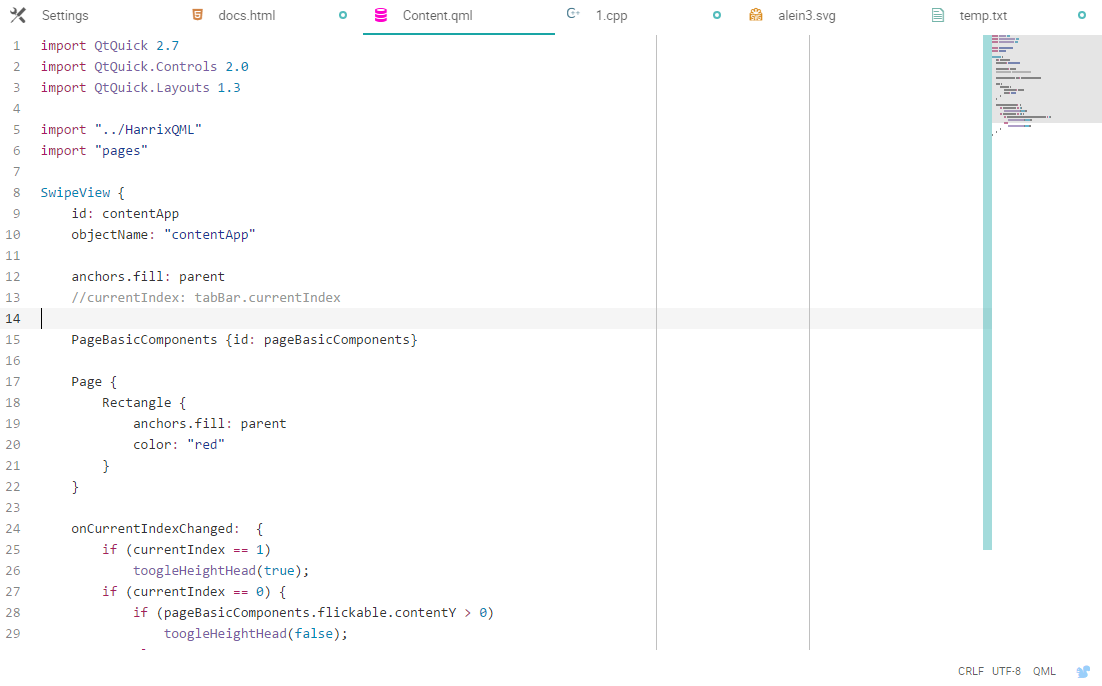 Settings docs.html Content.qml 1.cpp alein3.svg temp.txt
1 import QtQuick 2.7
2 import QtQuick.Controls 2.0
3 import QtQuick.Layouts 1.3
4
5 import "../HarrixQML"
6 import "pages"
7
8 SwipeView {
9     id: contentApp
10     objectName: "contentApp"
11
12     anchors.fill: parent
13     //currentIndex: tabBar.currentIndex
14
15     PageBasicComponents {id: pageBasicComponents}
16
17     Page {
18         Rectangle {
19             anchors.fill: parent
20             color: "red"
21         }
22     }
23
24     onCurrentIndexChanged:  {
25         if (currentIndex == 1)
26             toogleHeightHead(true);
27         if (currentIndex == 0) {
28             if (pageBasicComponents.flickable.contentY > 0)
29                 toogleHeightHead(false);
CRLF UTF-8 QML